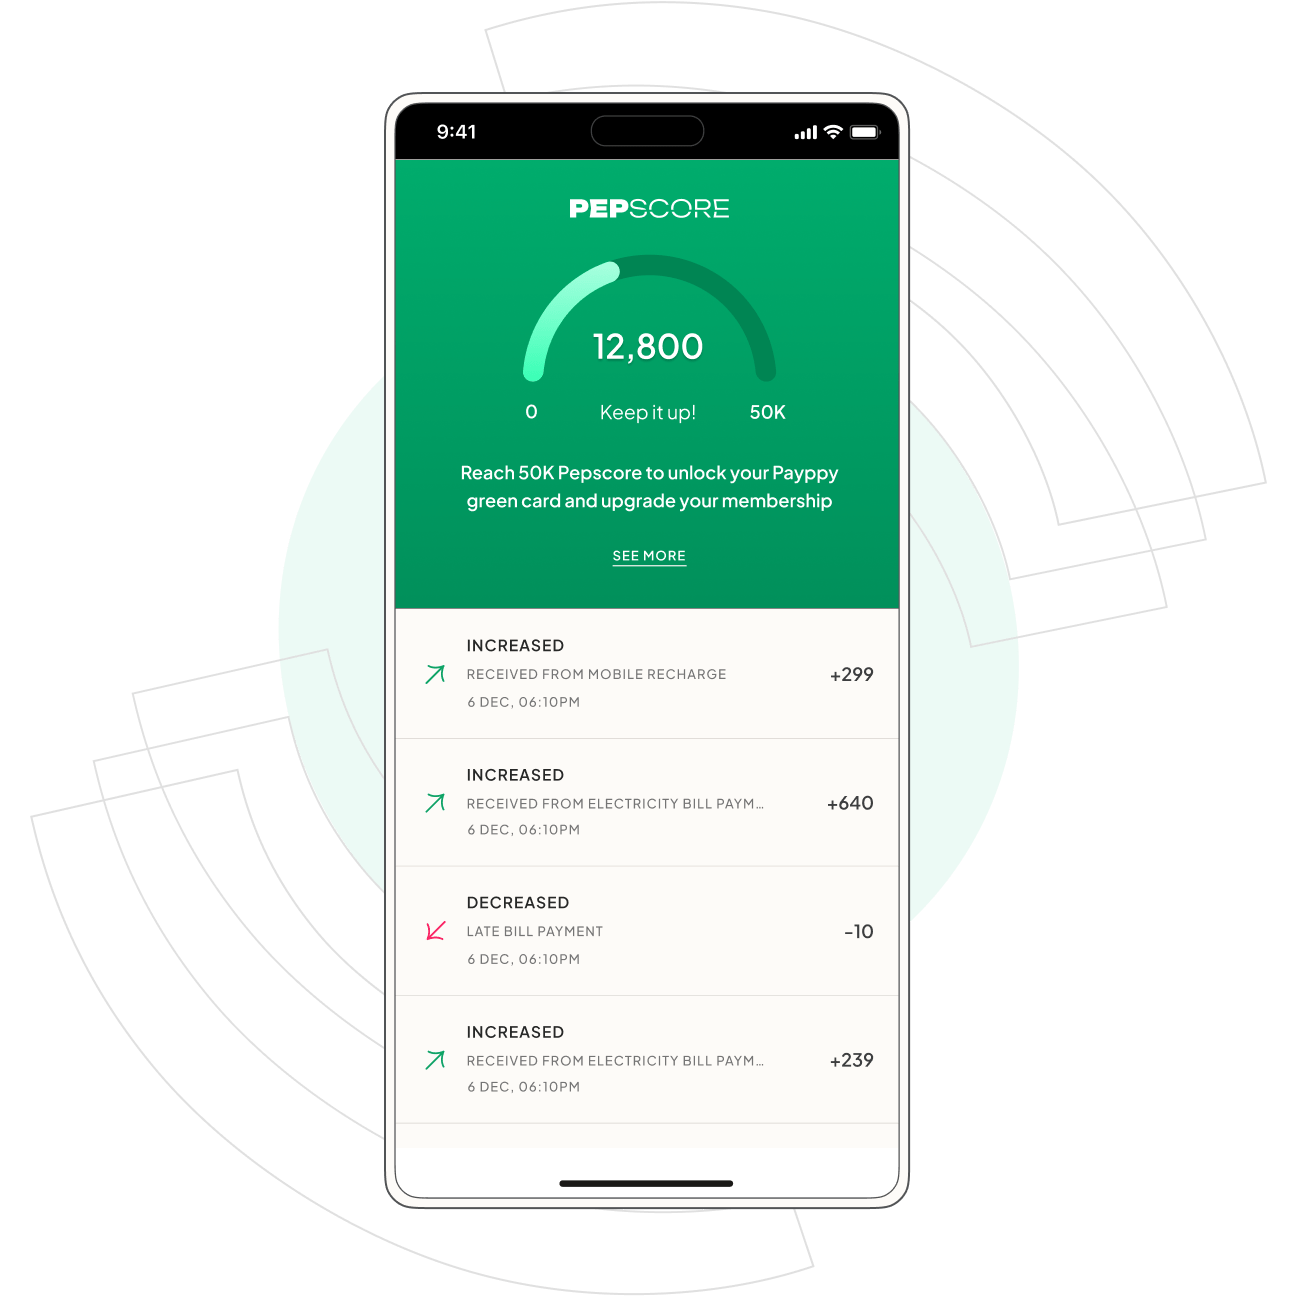 9:41
PEPSCORE
12,800
0 Keep it up! 50K
Reach 50K Pepscore to unlock your Payppy
green card and upgrade your membership
SEE MORE
INCREASED
RECEIVED FROM MOBILE RECHARGE +299
6 DEC, 06:10PM
INCREASED
RECEIVED FROM ELECTRICITY BILL PAYM... +640
6 DEC, 06:10PM
DECREASED
LATE BILL PAYMENT -10
6 DEC, 06:10PM
INCREASED
RECEIVED FROM ELECTRICITY BILL PAYM... +239
6 DEC, 06:10PM